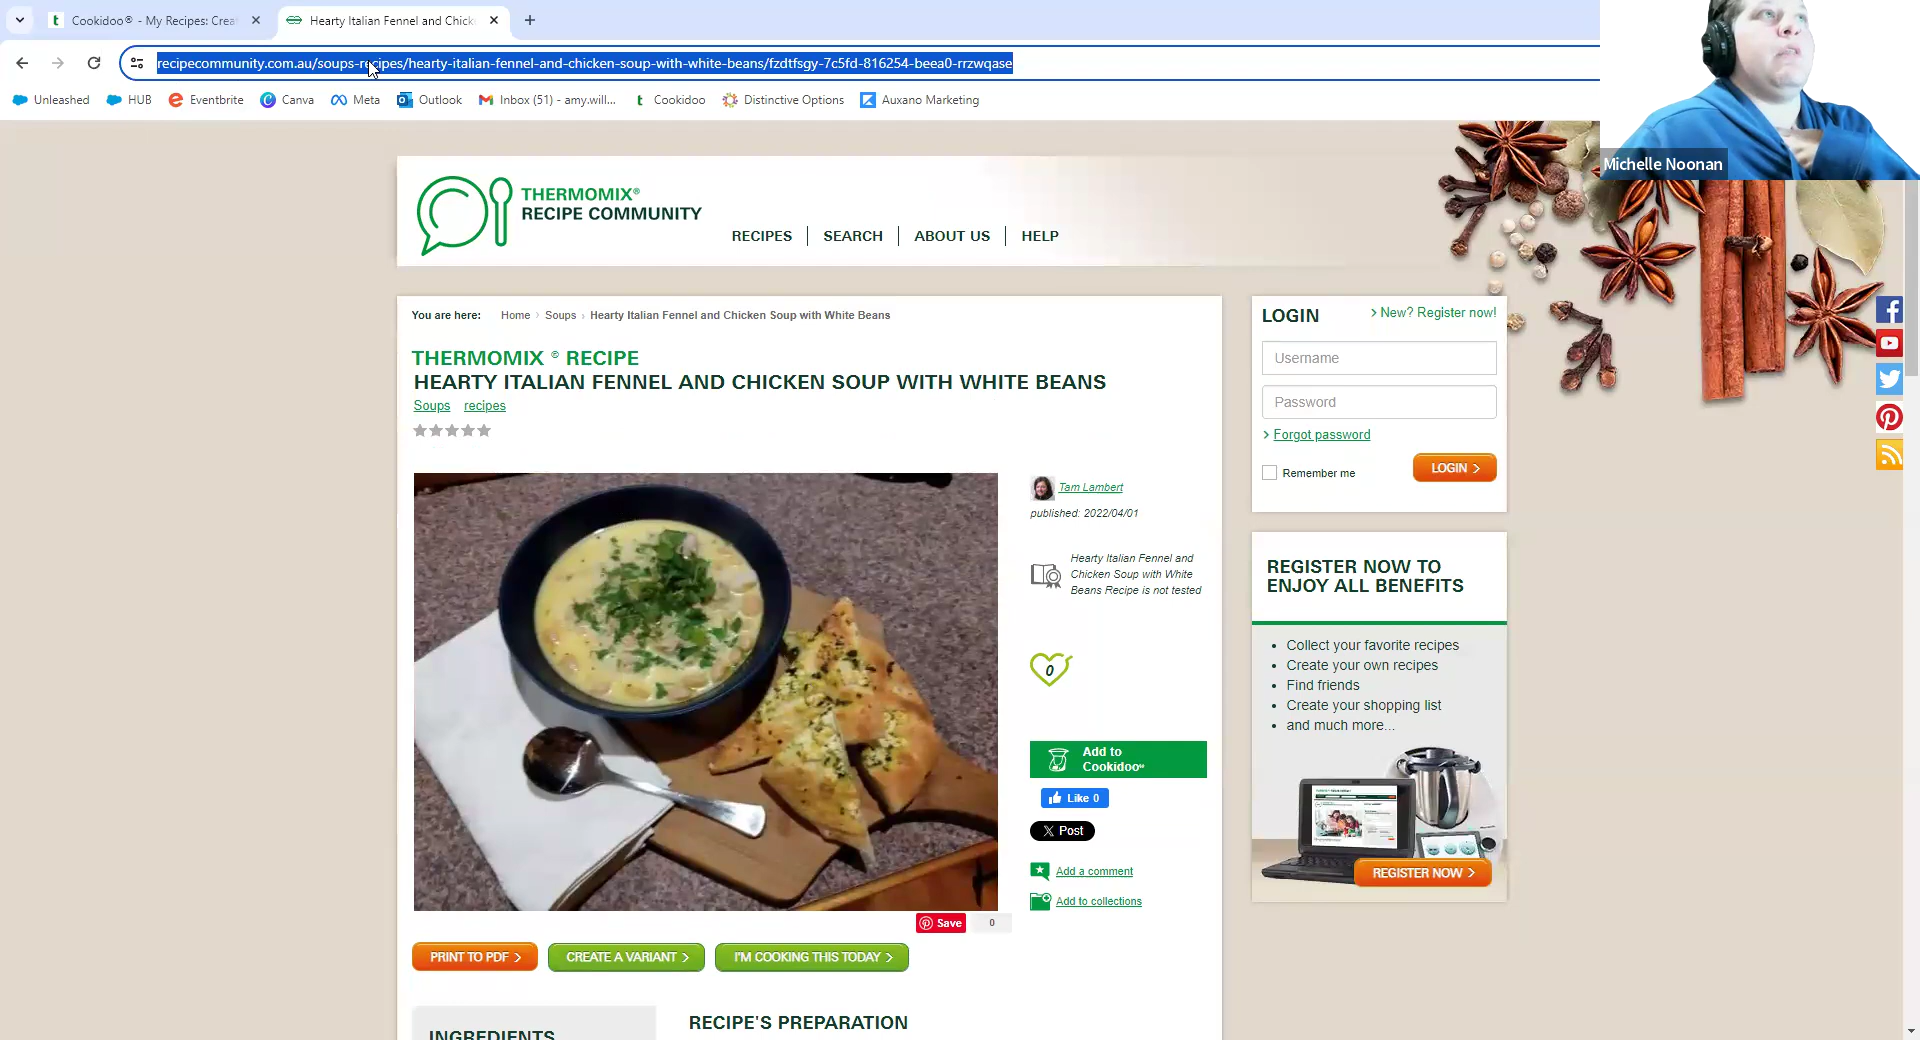 Cookidoo® - My Recipes: Crea
Hearty Italian Fennel and Chick
recipecommunity.com.au/soups-recipes/hearty-italian-fennel-and-chicken-soup-with-white-beans/fzdtfsgy-7c5fd-816254-beea0-rrzwqase
Unleashed HUB Eventbrite Canva Meta Outlook Inbox (51) - amy.will... Cookidoo Distinctive Options Auxano Marketing
Michelle Noonan
THERMOMIX®
RECIPE COMMUNITY
RECIPES SEARCH ABOUT US HELP
You are here: Home › Soups › Hearty Italian Fennel and Chicken Soup with White Beans
THERMOMIX ® RECIPE
HEARTY ITALIAN FENNEL AND CHICKEN SOUP WITH WHITE BEANS
Soups recipes
Tam Lambert
published: 2022/04/01
Hearty Italian Fennel and
Chicken Soup with White
Beans Recipe is not tested
0
Add to
Cookidoo®
Like 0
X Post
Add a comment
Add to collections
Save 0
PRINT TO PDF CREATE A VARIANT I'M COOKING THIS TODAY
INGREDIENTS
RECIPE'S PREPARATION
LOGIN
New? Register now!
Username
Password
Forgot password
Remember me
LOGIN
REGISTER NOW TO
ENJOY ALL BENEFITS
• Collect your favorite recipes
• Create your own recipes
• Find friends
• Create your shopping list
• and much more...
REGISTER NOW